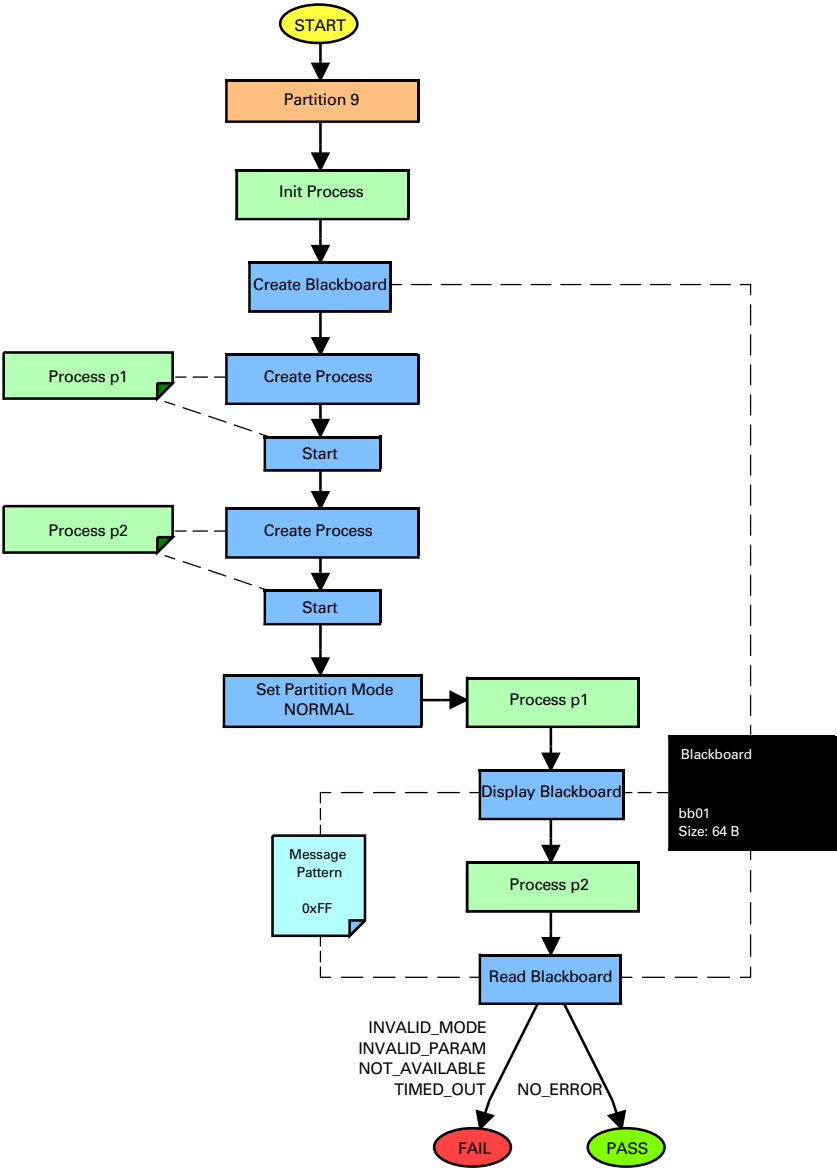 START
Partition 9
Init Process
Create Blackboard
Process p1
Create Process
Start
Process p2
Create Process
Start
Set Partition Mode
NORMAL
Process p1
Blackboard
bb01
Size: 64 B
Display Blackboard
Message
Pattern
0xFF
Process p2
Read Blackboard
INVALID_MODE
INVALID_PARAM
NOT_AVAILABLE
TIMED_OUT
NO_ERROR
FAIL
PASS